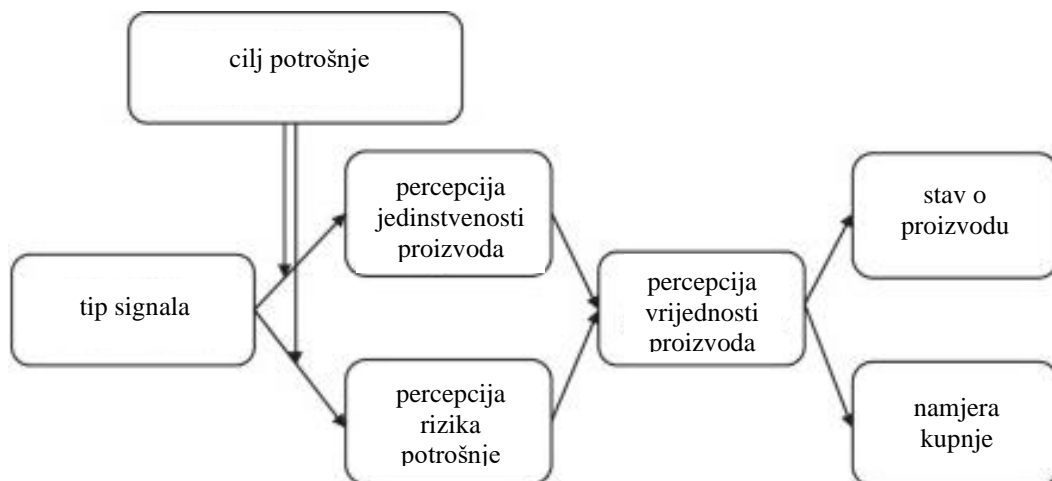 cilj potrošnje
percepcija
jedinstvenosti
proizvoda
stav o
proizvodu
tip signala
percepcija
vrijednosti
proizvoda
percepcija
rizika
potrošnje
namjera
kupnje